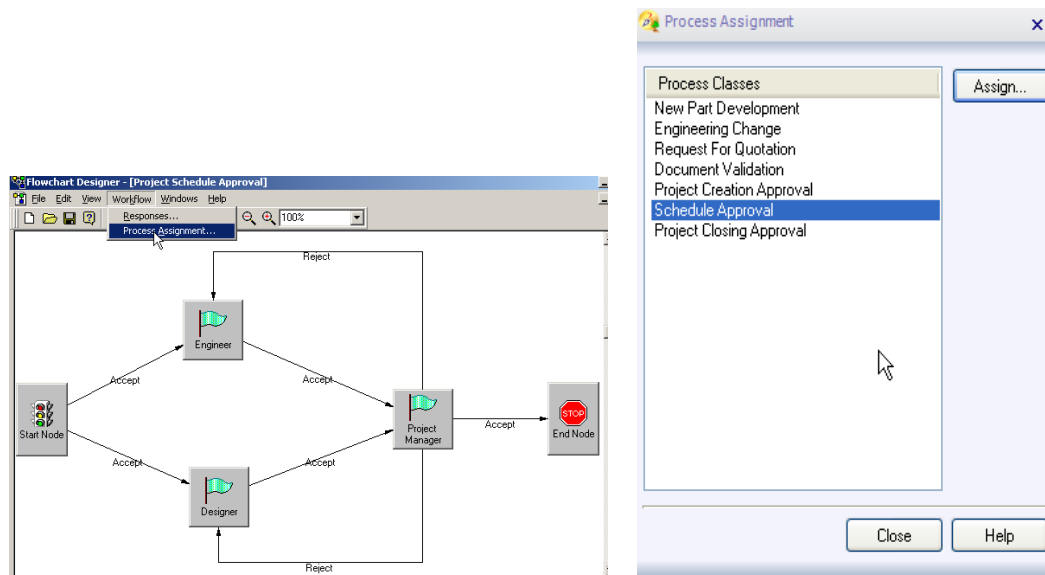 Flowchart Designer - [Project Schedule Approval]
File Edit View Workflow Windows Help
100%
Responses...
Process Assignment...
Reject
Engineer
Accept
Accept
Start Node
Project
Manager
Accept
End Node
STOP
Accept
Accept
Designer
Reject
Process Assignment
Process Classes
Assign...
New Part Development
Engineering Change
Request For Quotation
Document Validation
Project Creation Approval
Schedule Approval
Project Closing Approval
Close
Help